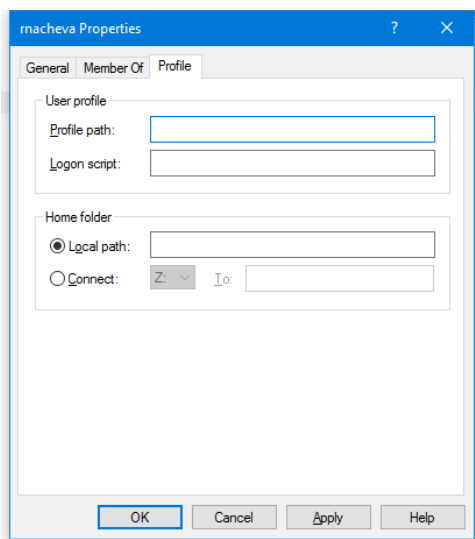 rnacheva Properties
General Member Of Profile
User profile
Profile path:
Logon script:
Home folder
Local path:
Connect: Z: To:
OK Cancel Apply Help